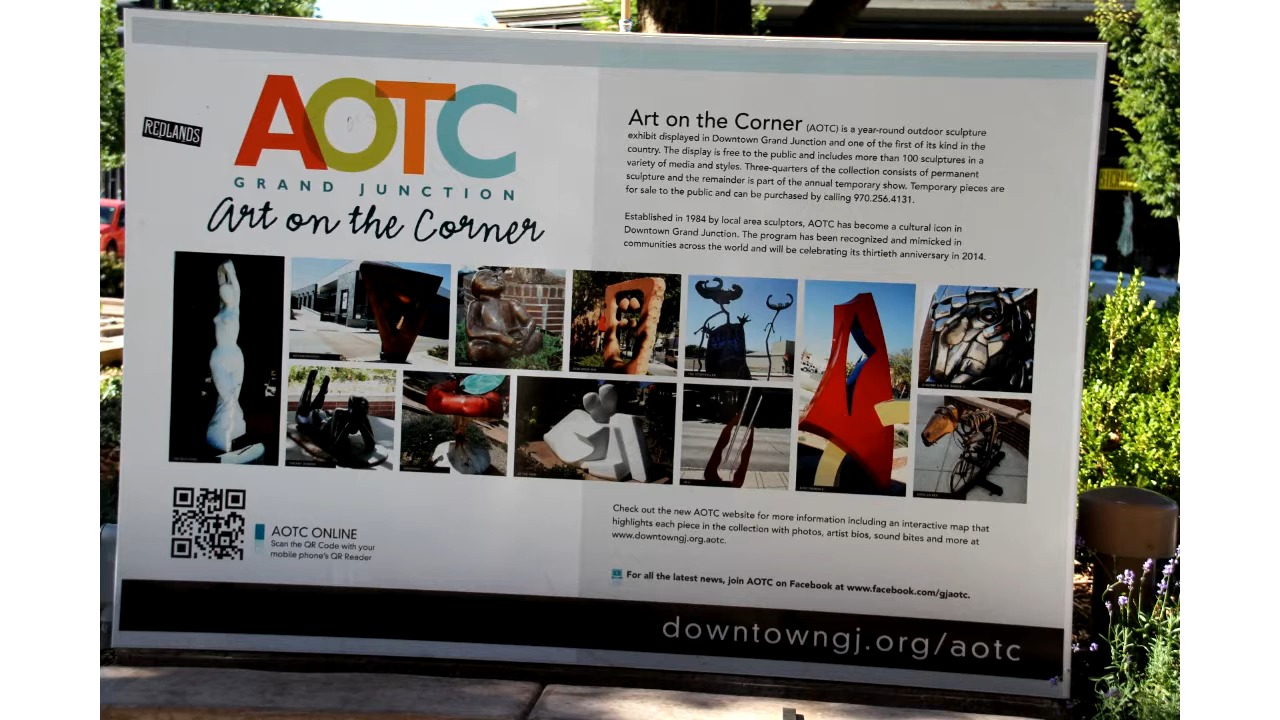 REDLANDS
AOTC
GRAND JUNCTION
Art on the Corner
Art on the Corner (AOTC) is a year-round outdoor sculpture
exhibit displayed in Downtown Grand Junction and one of the first of its kind in the
country. The display is free to the public and includes more than 100 sculptures in a
variety of media and styles. Three-quarters of the collection consists of permanent
sculpture and the remainder is part of the annual temporary show. Temporary pieces are
for sale to the public and can be purchased by calling 970.256.4131.
Established in 1984 by local area sculptors, AOTC has become a cultural icon in
Downtown Grand Junction. The program has been recognized and mimicked in
communities across the world and will be celebrating its thirtieth anniversary in 2014.
AOTC ONLINE
Scan the QR Code with your
mobile phone's QR Reader
Check out the new AOTC website for more information including an interactive map that
highlights each piece in the collection with photos, artist bios, sound bites and more at
www.downtowngj.org.aotc.
For all the latest news, join AOTC on Facebook at www.facebook.com/gjaotc.
downtowngj.org/aotc